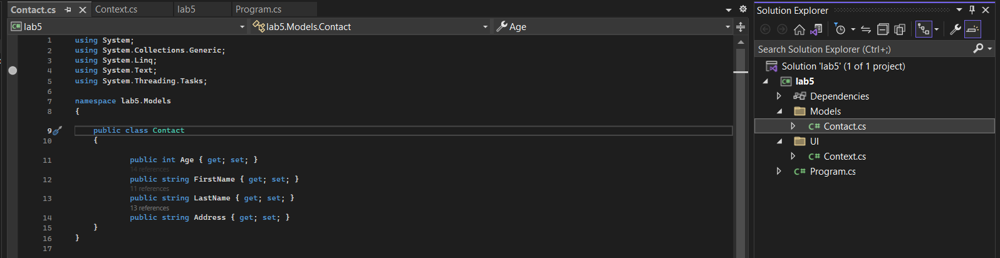 Contact.cs
Context.cs
lab5
Program.cs
lab5
lab5.Models.Contact
Age
1 using System;
2 using System.Collections.Generic;
3 using System.Linq;
4 using System.Text;
5 using System.Threading.Tasks;
6
7 namespace lab5.Models
8 {
9 public class Contact
10 {
11 public int Age { get; set; }
14 references
12 public string FirstName { get; set; }
11 references
13 public string LastName { get; set; }
13 references
14 public string Address { get; set; }
15 }
16 }
17
Solution Explorer
Search Solution Explorer (Ctrl+;)
Solution 'lab5' (1 of 1 project)
C# lab5
Dependencies
Models
C# Contact.cs
UI
C# Context.cs
C# Program.cs